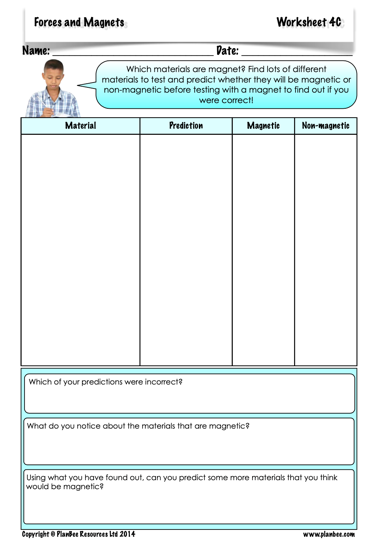 Forces and Magnets Worksheet 4C
Name: Date:
Which materials are magnet? Find lots of different
materials to test and predict whether they will be magnetic or
non-magnetic before testing with a magnet to find out if you
were correct!
Material Prediction Magnetic Non-magnetic
Which of your predictions were incorrect?
What do you notice about the materials that are magnetic?
Using what you have found out, can you predict some more materials that you think
would be magnetic?
Copyright © PlanBee Resources Ltd 2014 www.planbee.com